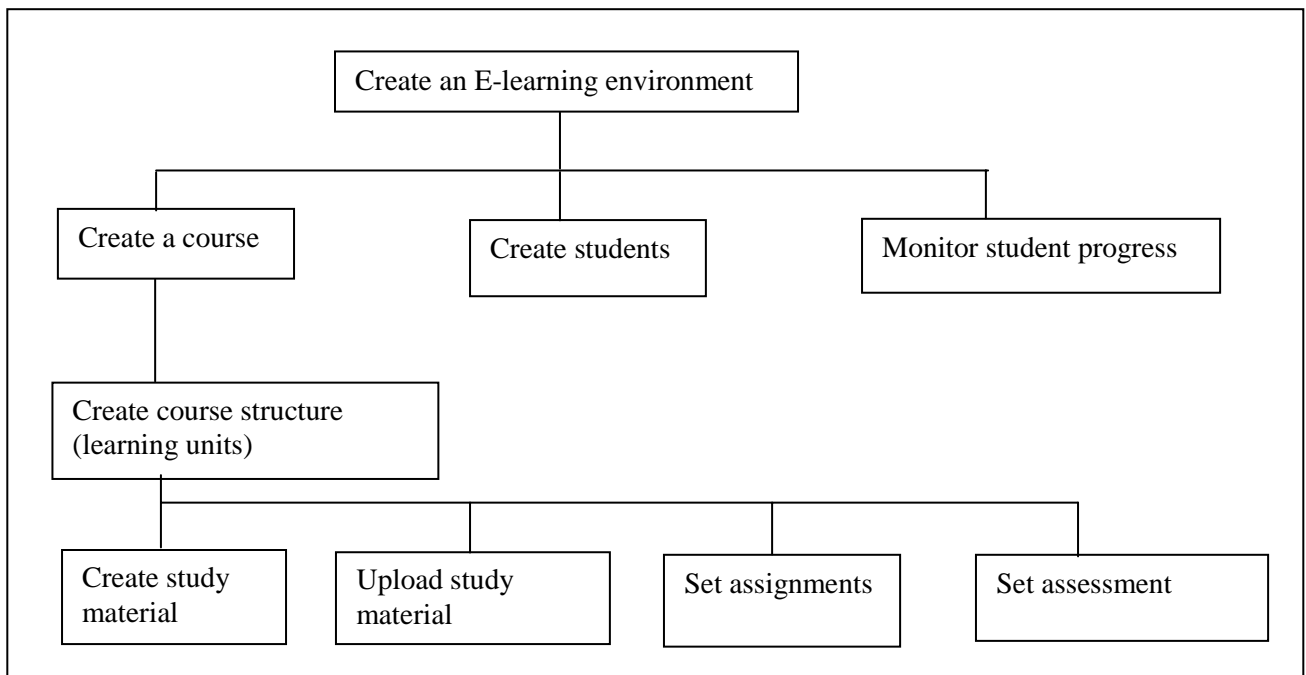 Create an E-learning environment
Create a course
Create students
Monitor student progress
Create course structure
(learning units)
Create study
material
Upload study
material
Set assignments
Set assessment